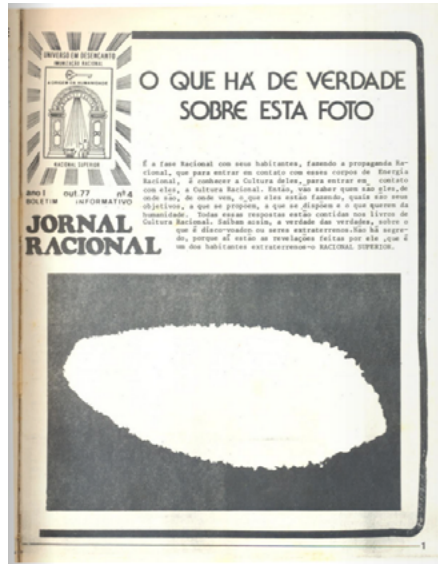 UNIVERSO EM DESENCANTO
IMUNIZAÇÃO RACIONAL
A ORIGEM DA HUMANIDADE
RACIONAL SUPERIOR
ano I out.77 nº4
BOLETIM INFORMATIVO
JORNAL
RACIONAL
O QUE HÁ DE VERDADE
SOBRE ESTA FOTO
É a fase Racional com seus habitantes, fazendo a propaganda Ra-
cional, que para entrar em contato com esses corpos de Energia
Racional, é conhecer a Cultura deles, para entrar em contato
com eles, a Cultura Racional. Então, vam saber quem são eles, de
onde são, de onde vem, o que eles estão fazendo, quais são seus
objetivos, a que se propõem, a que se dispõem e o que querem da
humanidade. Todas essas respostas estão contidas nos livros de
Cultura Racional. Saibam assim, a verdade das verdades, sobre o
que é disco-voador ou seres extraterrenos. Não há segre-
do, porque aí estão as revelações feitas por ele, que é
um dos habitantes extraterrenos-o RACIONAL SUPERIOR.
1